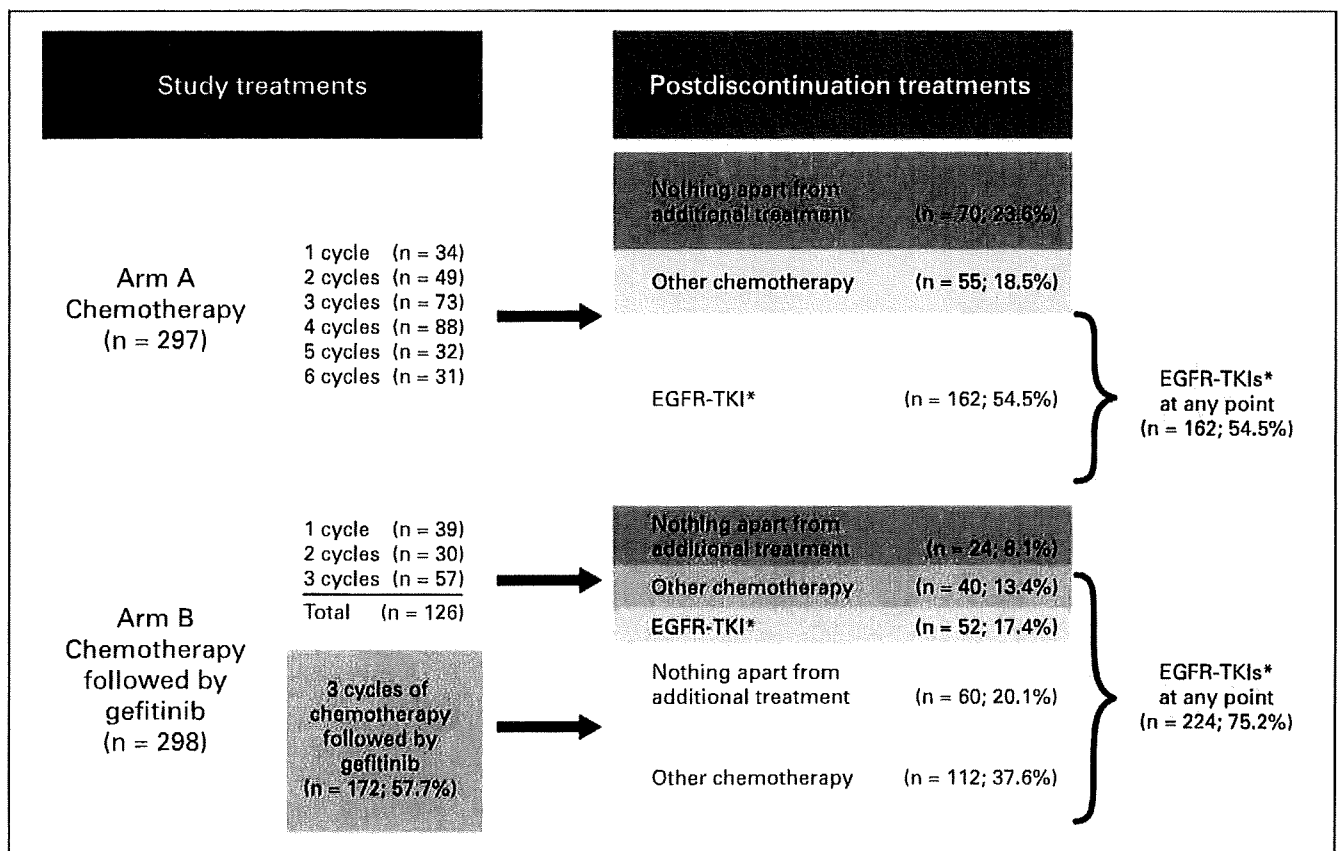 Study treatments
Postdiscontinuation treatments
Arm A
Chemotherapy
(n = 297)
1 cycle (n = 34)
2 cycles (n = 49)
3 cycles (n = 73)
4 cycles (n = 88)
5 cycles (n = 32)
6 cycles (n = 31)
Nothing apart from
additional treatment (n = 70; 23.6%)
Other chemotherapy (n = 55; 18.5%)
EGFR-TKI* (n = 162; 54.5%)
EGFR-TKIs*
at any point
(n = 162; 54.5%)
Arm B
Chemotherapy
followed by
gefitinib
(n = 298)
1 cycle (n = 39)
2 cycles (n = 30)
3 cycles (n = 57)
Total (n = 126)
3 cycles of
chemotherapy
followed by
gefitinib
(n = 172; 57.7%)
Nothing apart from
additional treatment (n = 24; 8.1%)
Other chemotherapy (n = 40; 13.4%)
EGFR-TKI* (n = 52; 17.4%)
Nothing apart from
additional treatment (n = 60; 20.1%)
Other chemotherapy (n = 112; 37.6%)
EGFR-TKIs*
at any point
(n = 224; 75.2%)